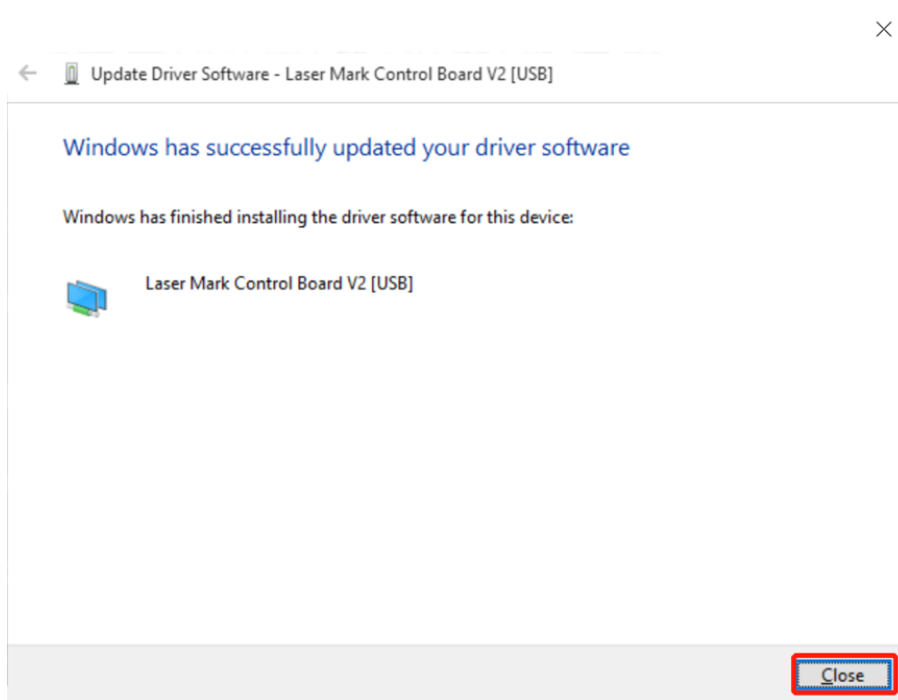 Update Driver Software - Laser Mark Control Board V2 [USB]
Windows has successfully updated your driver software
Windows has finished installing the driver software for this device:
Laser Mark Control Board V2 [USB]
Close